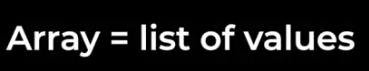 Array = list of values